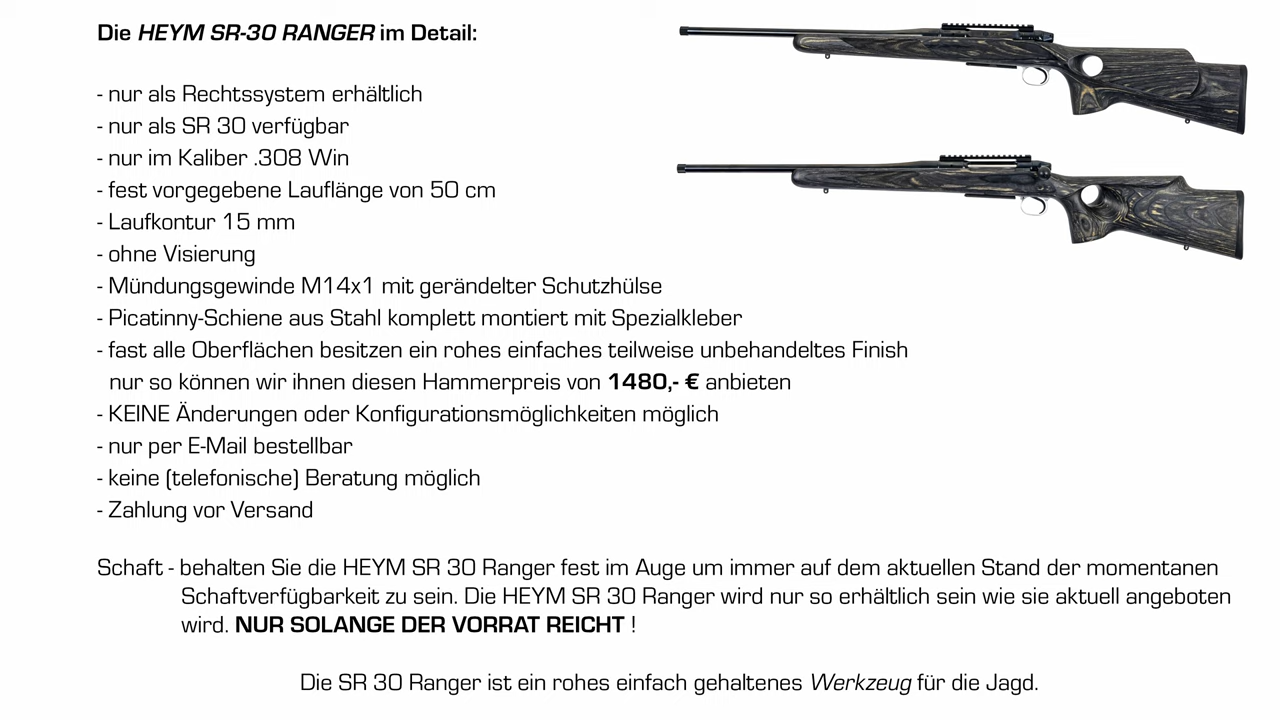 Die HEYM SR-30 RANGER im Detail:
- nur als Rechtssystem erhältlich
- nur als SR 30 verfügbar
- nur im Kaliber .308 Win
- fest vorgegebene Lauflänge von 50 cm
- Laufkontur 15 mm
- ohne Visierung
- Mündungsgewinde M14x1 mit gerändelter Schutzhülse
- Picatinny-Schiene aus Stahl komplett montiert mit Spezialkleber
- fast alle Oberflächen besitzen ein rohes einfaches teilweise unbehandeltes Finish
nur so können wir ihnen diesen Hammerpreis von 1480,- € anbieten
- KEINE Änderungen oder Konfigurationsmöglichkeiten möglich
- nur per E-Mail bestellbar
- keine (telefonische) Beratung möglich
- Zahlung vor Versand
Schaft - behalten Sie die HEYM SR 30 Ranger fest im Auge um immer auf dem aktuellen Stand der momentanen
Schaftverfügbarkeit zu sein. Die HEYM SR 30 Ranger wird nur so erhältlich sein wie sie aktuell angeboten
wird. NUR SOLANGE DER VORRAT REICHT !
Die SR 30 Ranger ist ein rohes einfach gehaltenes Werkzeug für die Jagd.